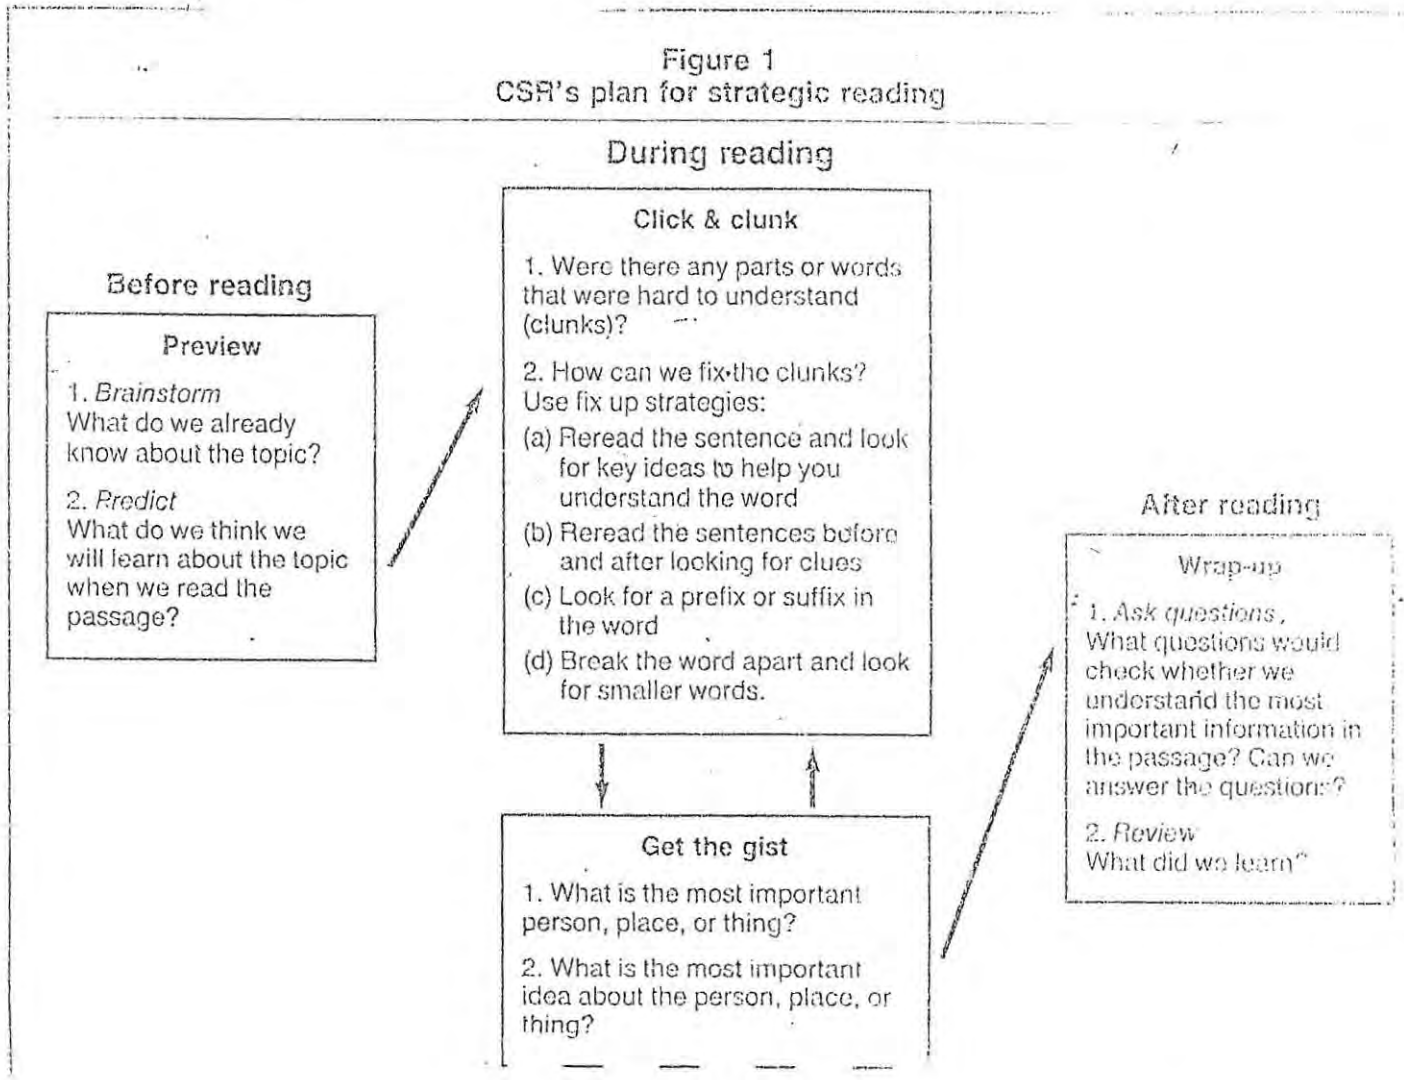 Figure 1
CSR's plan for strategic reading
During reading
Click & clunk
1. Were there any parts or words
that were hard to understand
(clunks)?
2. How can we fix the clunks?
Use fix up strategies:
(a) Reread the sentence and look
for key ideas to help you
understand the word
(b) Reread the sentences before
and after looking for clues
(c) Look for a prefix or suffix in
the word
(d) Break the word apart and look
for smaller words.
Before reading
Preview
1. Brainstorm
What do we already
know about the topic?
2. Predict
What do we think we
will learn about the topic
when we read the
passage?
Get the gist
1. What is the most important
person, place, or thing?
2. What is the most important
idea about the person, place, or
thing?
After reading
Wrap-up
1. Ask questions.
What questions would
check whether we
understand the most
important information in
the passage? Can we
answer the questions?
2. Review
What did we learn?